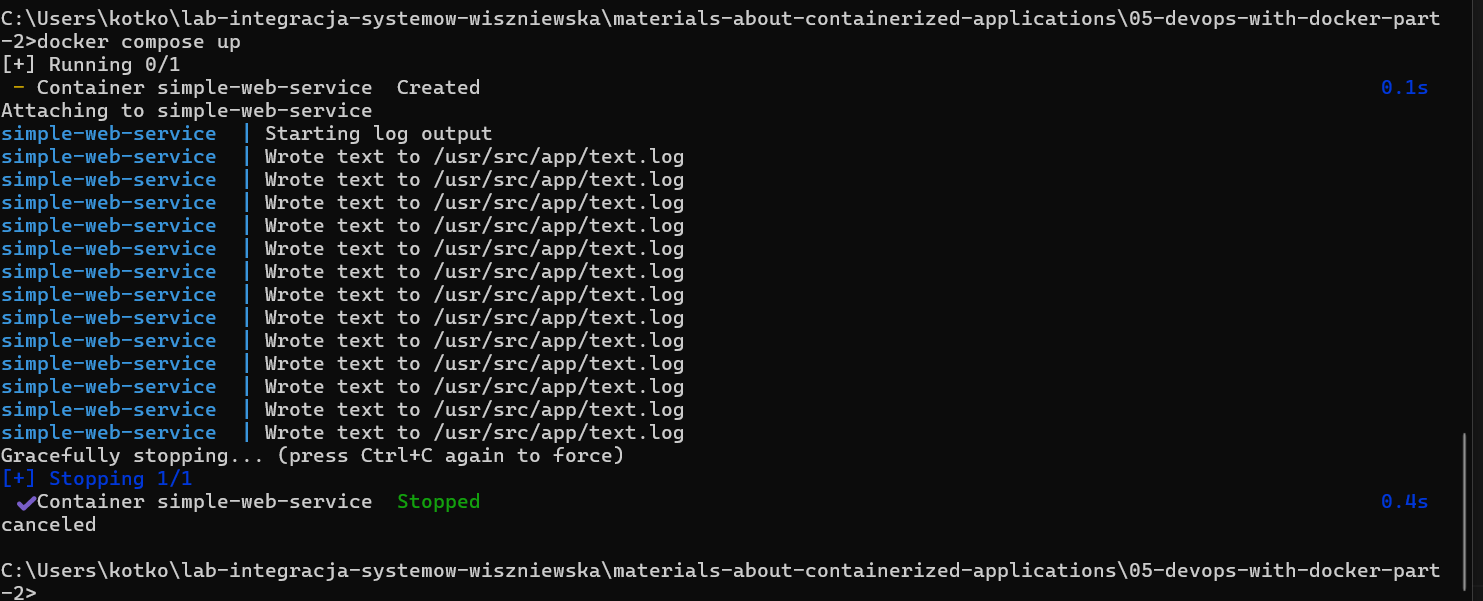 C:\Users\kotko\lab-integracja-systemow-wiszniewska\materials-about-containerized-applications\05-devops-with-docker-part
-2>docker compose up
[+] Running 0/1
 - Container simple-web-service  Created 0.1s
Attaching to simple-web-service
simple-web-service  | Starting log output
simple-web-service  | Wrote text to /usr/src/app/text.log
simple-web-service  | Wrote text to /usr/src/app/text.log
simple-web-service  | Wrote text to /usr/src/app/text.log
simple-web-service  | Wrote text to /usr/src/app/text.log
simple-web-service  | Wrote text to /usr/src/app/text.log
simple-web-service  | Wrote text to /usr/src/app/text.log
simple-web-service  | Wrote text to /usr/src/app/text.log
simple-web-service  | Wrote text to /usr/src/app/text.log
simple-web-service  | Wrote text to /usr/src/app/text.log
simple-web-service  | Wrote text to /usr/src/app/text.log
simple-web-service  | Wrote text to /usr/src/app/text.log
simple-web-service  | Wrote text to /usr/src/app/text.log
simple-web-service  | Wrote text to /usr/src/app/text.log
Gracefully stopping... (press Ctrl+C again to force)
[+] Stopping 1/1
 ✔Container simple-web-service  Stopped 0.4s
canceled
C:\Users\kotko\lab-integracja-systemow-wiszniewska\materials-about-containerized-applications\05-devops-with-docker-part
-2>